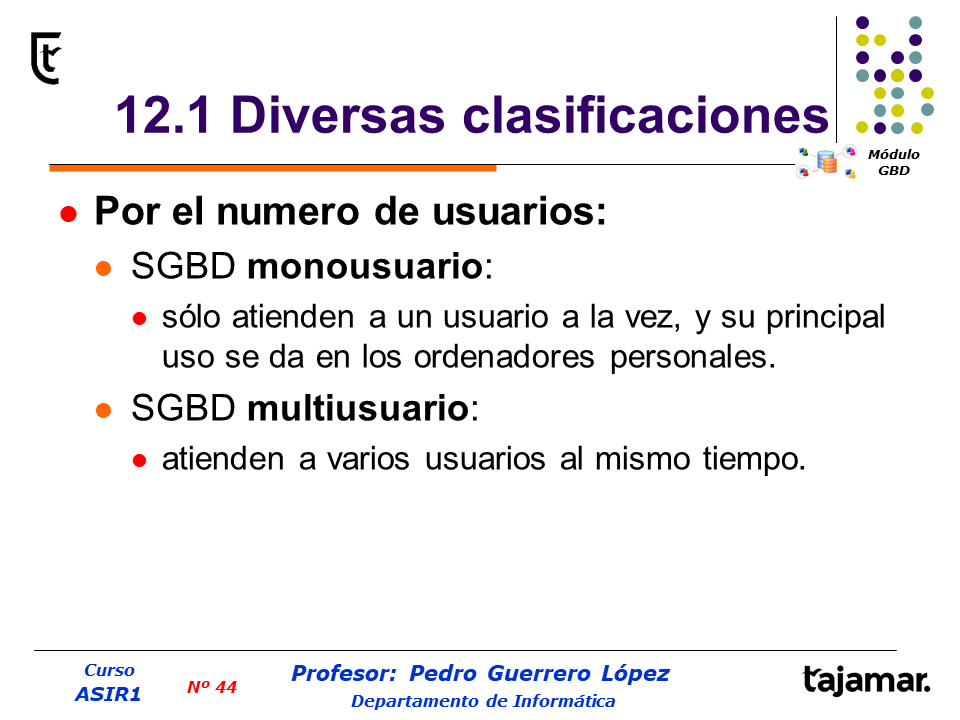 12.1 Diversas clasificaciones
Módulo
GBD
Por el numero de usuarios:
SGBD monousuario:
sólo atienden a un usuario a la vez, y su principal
uso se da en los ordenadores personales.
SGBD multiusuario:
atienden a varios usuarios al mismo tiempo.
Curso
ASIR1
Nº 44
Profesor: Pedro Guerrero López
Departamento de Informática
tajamar.